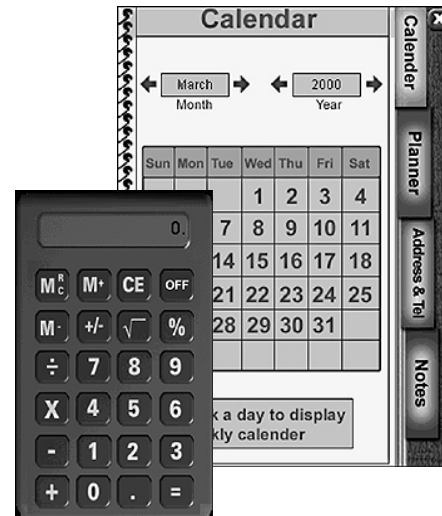 Calendar
March
Month
2000
Year
Sun Mon Tue Wed Thu Fri Sat
1 2 3 4
7 8 9 10 11
14 15 16 17 18
21 22 23 24 25
28 29 30 31
k a day to display
kly calender
Calender
Planner
Address & Tel
Notes
0.
M R C M+ CE OFF
M- +/- √ %
÷ 7 8 9
X 4 5 6
- 1 2 3
+ 0 . =